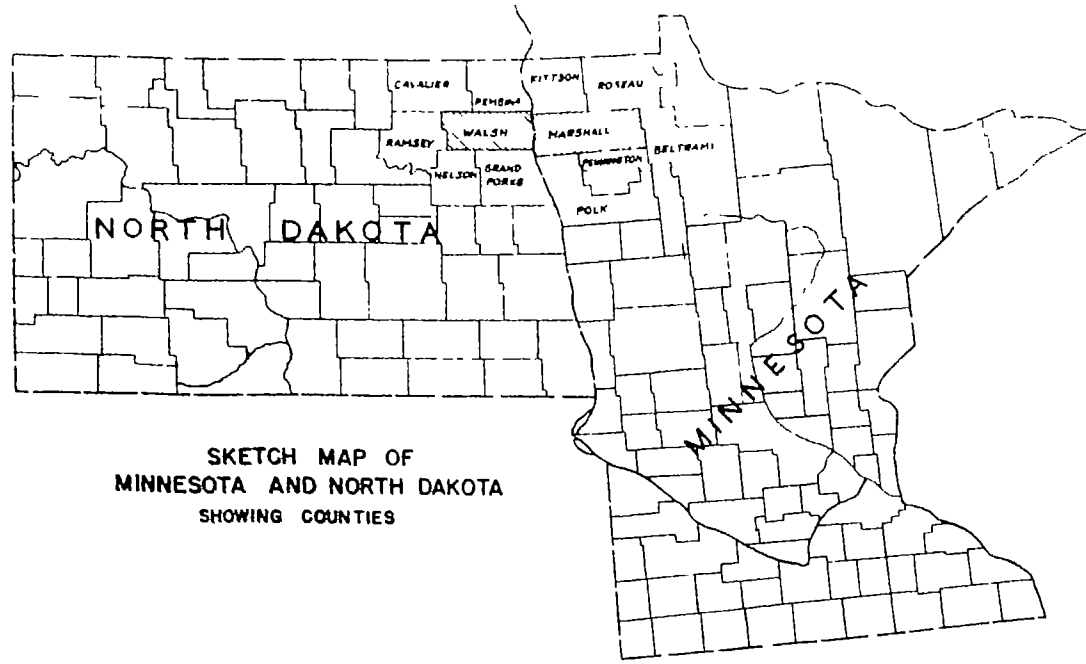 CAVALIER
PEMBINA
KITTSON
ROSEAU
RAMSEY
WALSH
MARSHALL
BELTRAMI
NELSON
GRAND
FORKS
PENNINGTON
POLK
NORTH DAKOTA
MINNESOTA
SKETCH MAP OF
MINNESOTA AND NORTH DAKOTA
SHOWING COUNTIES